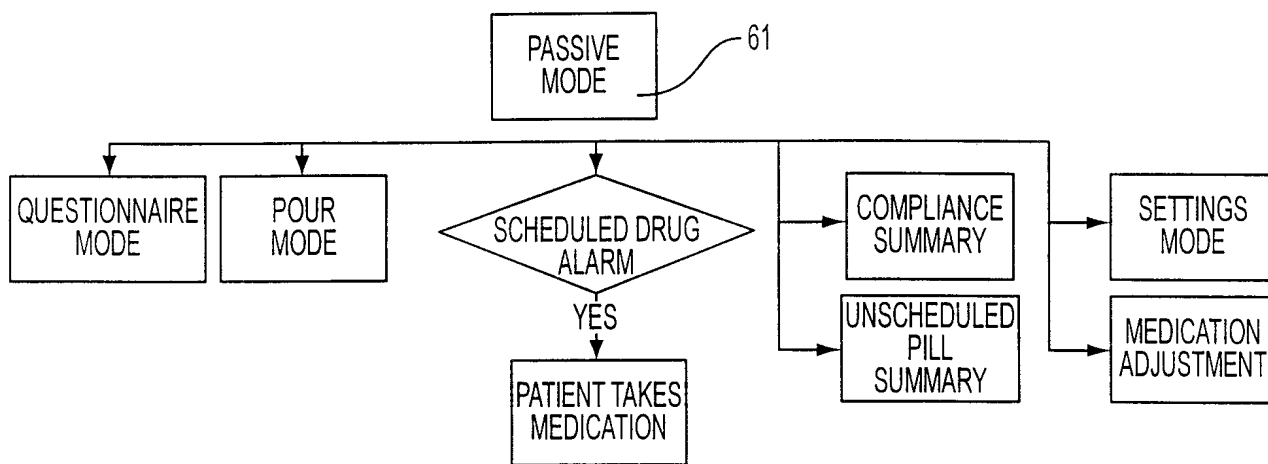 PASSIVE
MODE
61
QUESTIONNAIRE
MODE
POUR
MODE
SCHEDULED DRUG
ALARM
YES
PATIENT TAKES
MEDICATION
COMPLIANCE
SUMMARY
UNSCHEDULED
PILL
SUMMARY
SETTINGS
MODE
MEDICATION
ADJUSTMENT